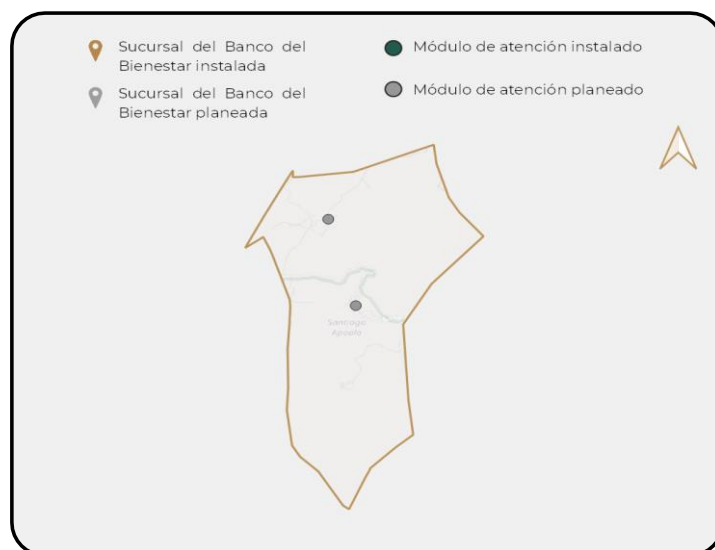 Sucursal del Banco del
Bienestar instalada
Sucursal del Banco del
Bienestar planeada
Módulo de atención instalado
Módulo de atención planeado
Santiago
Apoala